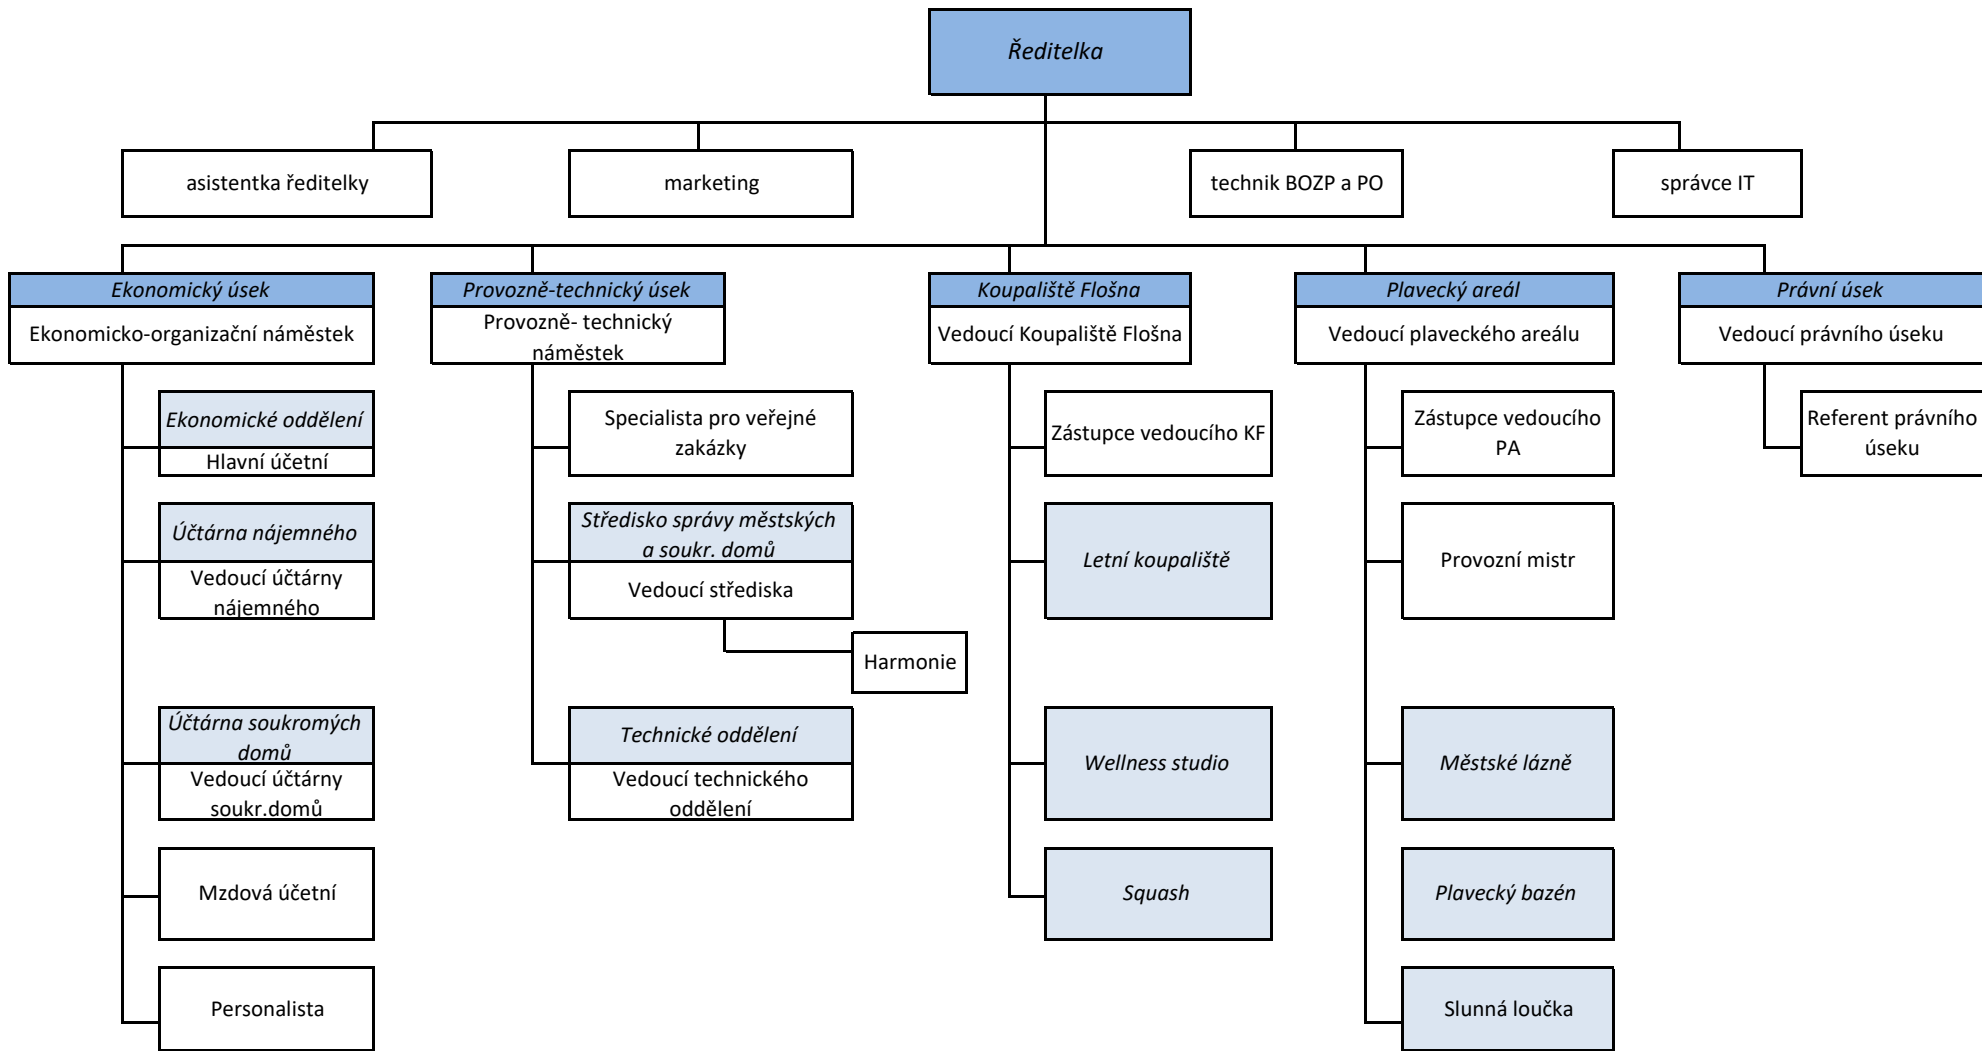 Ředitelka
asistentka ředitelky
marketing
technik BOZP a PO
správce IT
Ekonomický úsek
Ekonomicko-organizační náměstek
Provozně-technický úsek
Provozně- technický
náměstek
Koupaliště Flošna
Vedoucí Koupaliště Flošna
Plavecký areál
Vedoucí plaveckého areálu
Právní úsek
Vedoucí právního úseku
Ekonomické oddělení
Hlavní účetní
Účtárna nájemného
Vedoucí účtárny
nájemného
Účtárna soukromých
domů
Vedoucí účtárny
soukr.domů
Mzdová účetní
Personalista
Specialista pro veřejné
zakázky
Středisko správy městských
a soukr. domů
Vedoucí střediska
Harmonie
Technické oddělení
Vedoucí technického
oddělení
Zástupce vedoucího KF
Letní koupaliště
Wellness studio
Squash
Zástupce vedoucího
PA
Provozní mistr
Městské lázně
Plavecký bazén
Slunná loučka
Referent právního
úseku